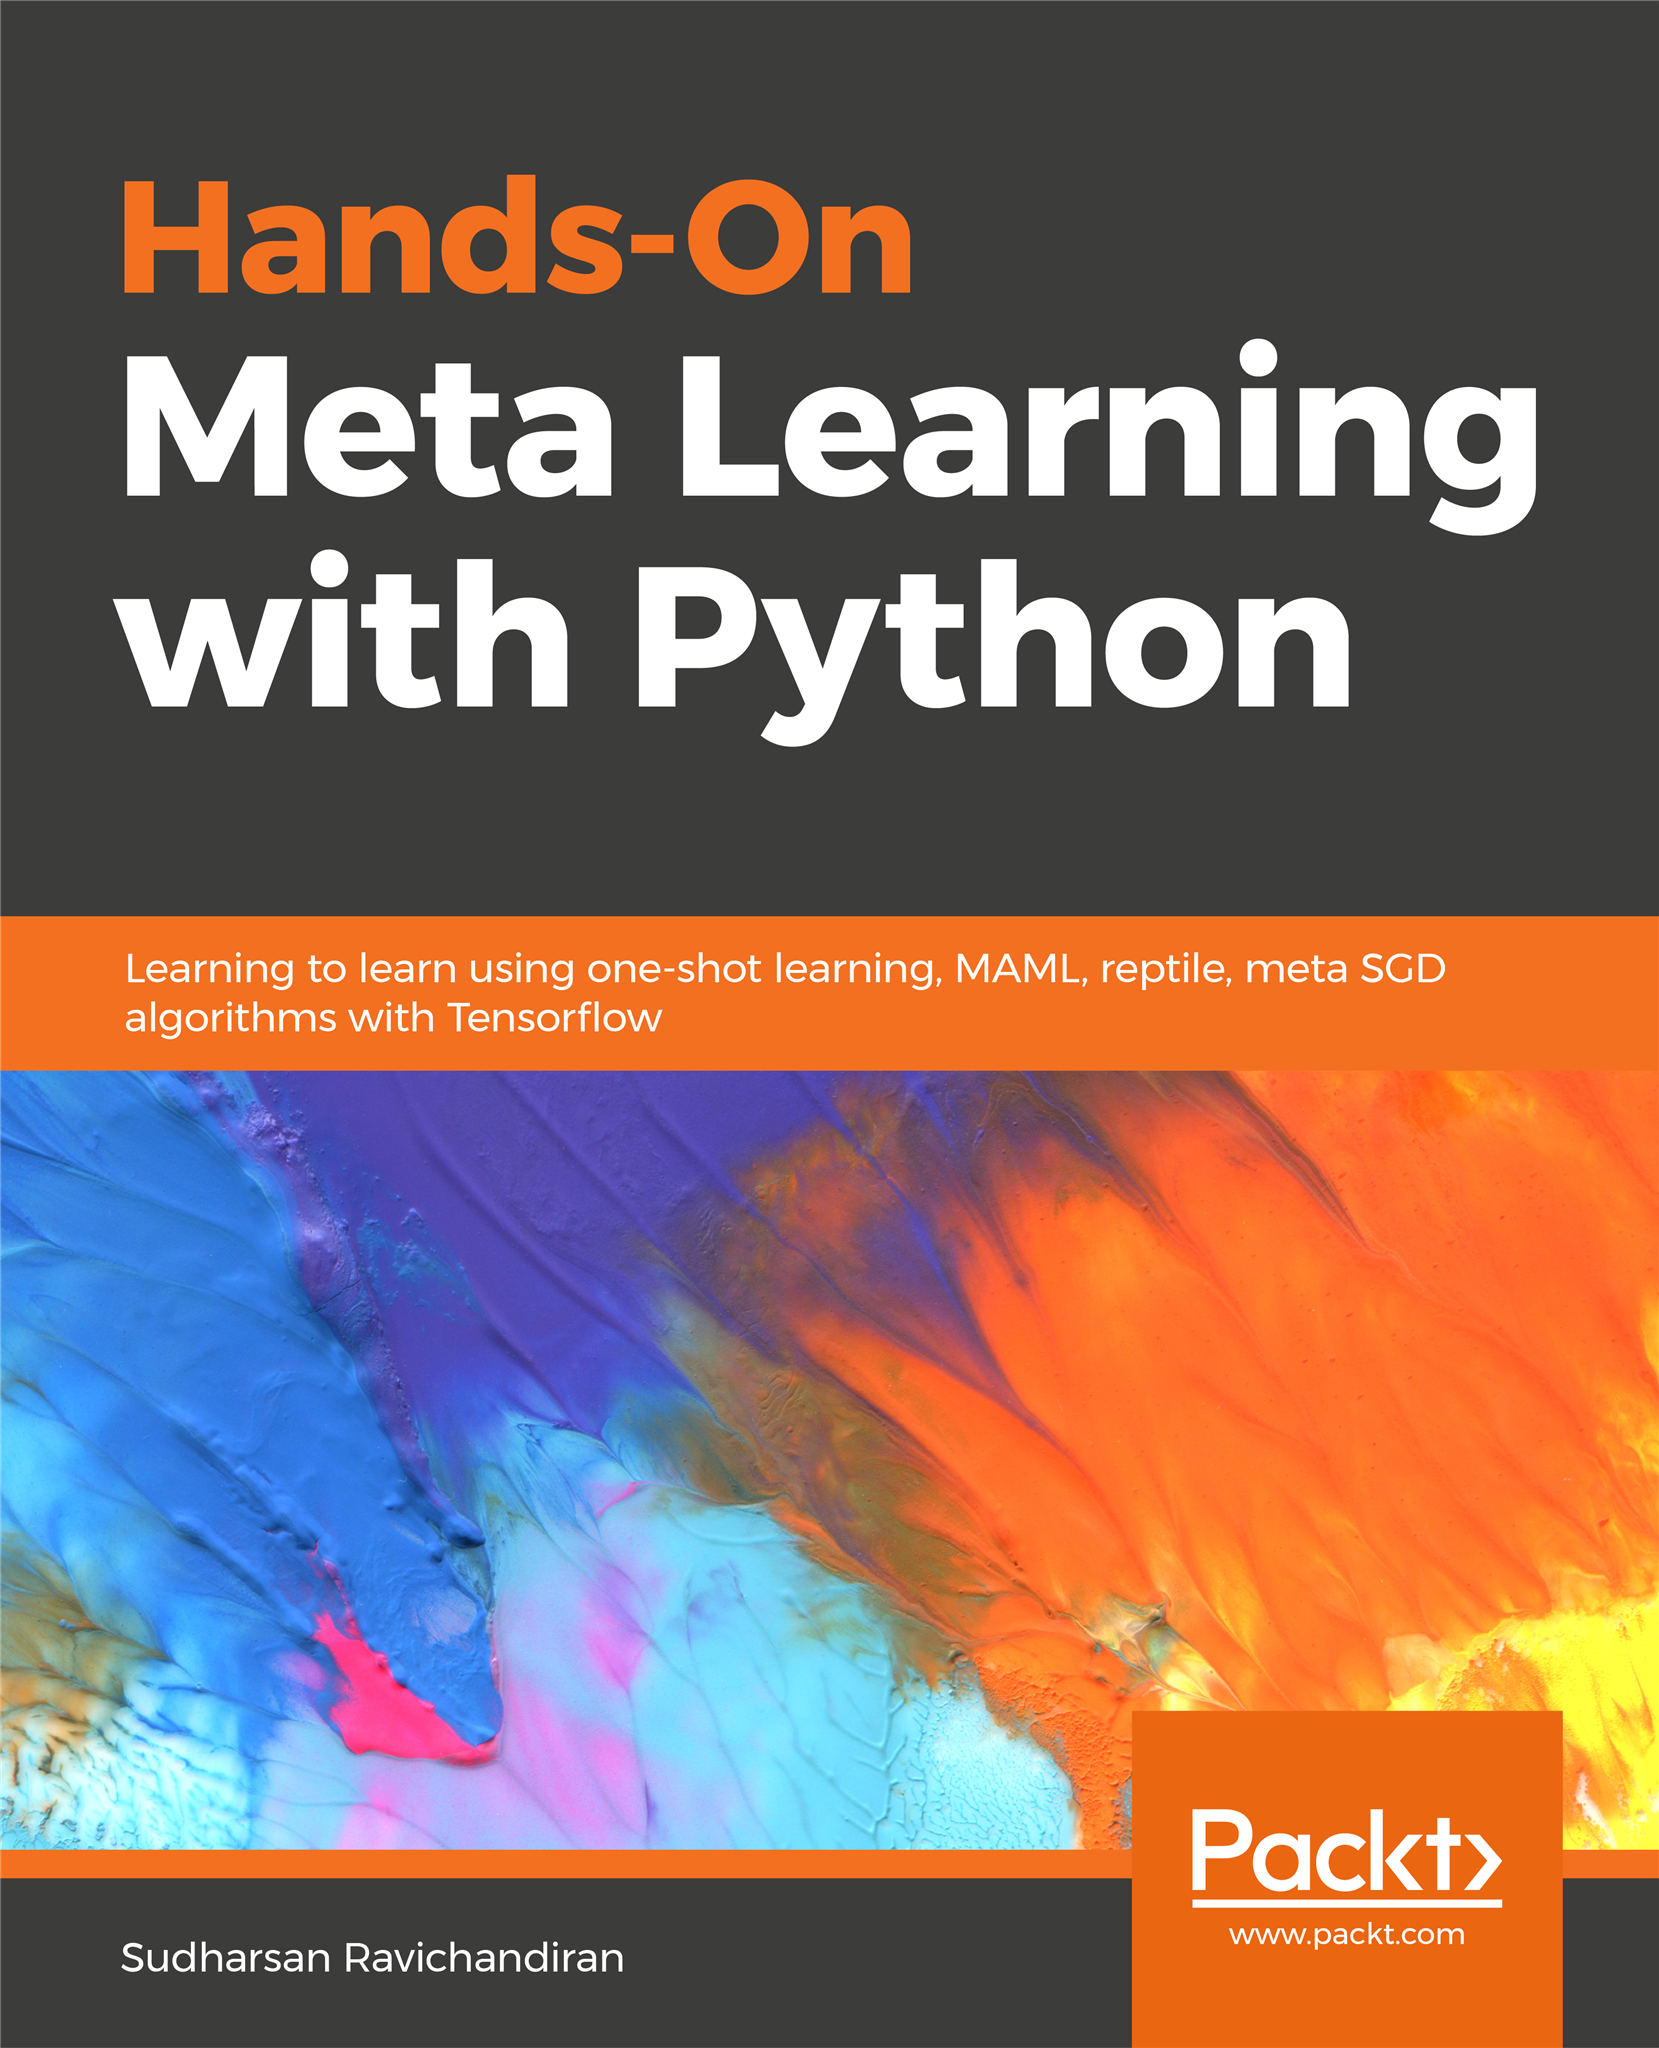 Hands-On
Meta Learning
with Python
Learning to learn using one-shot learning, MAML, reptile, meta SGD
algorithms with Tensorflow
Sudharsan Ravichandiran
Packt
www.packt.com